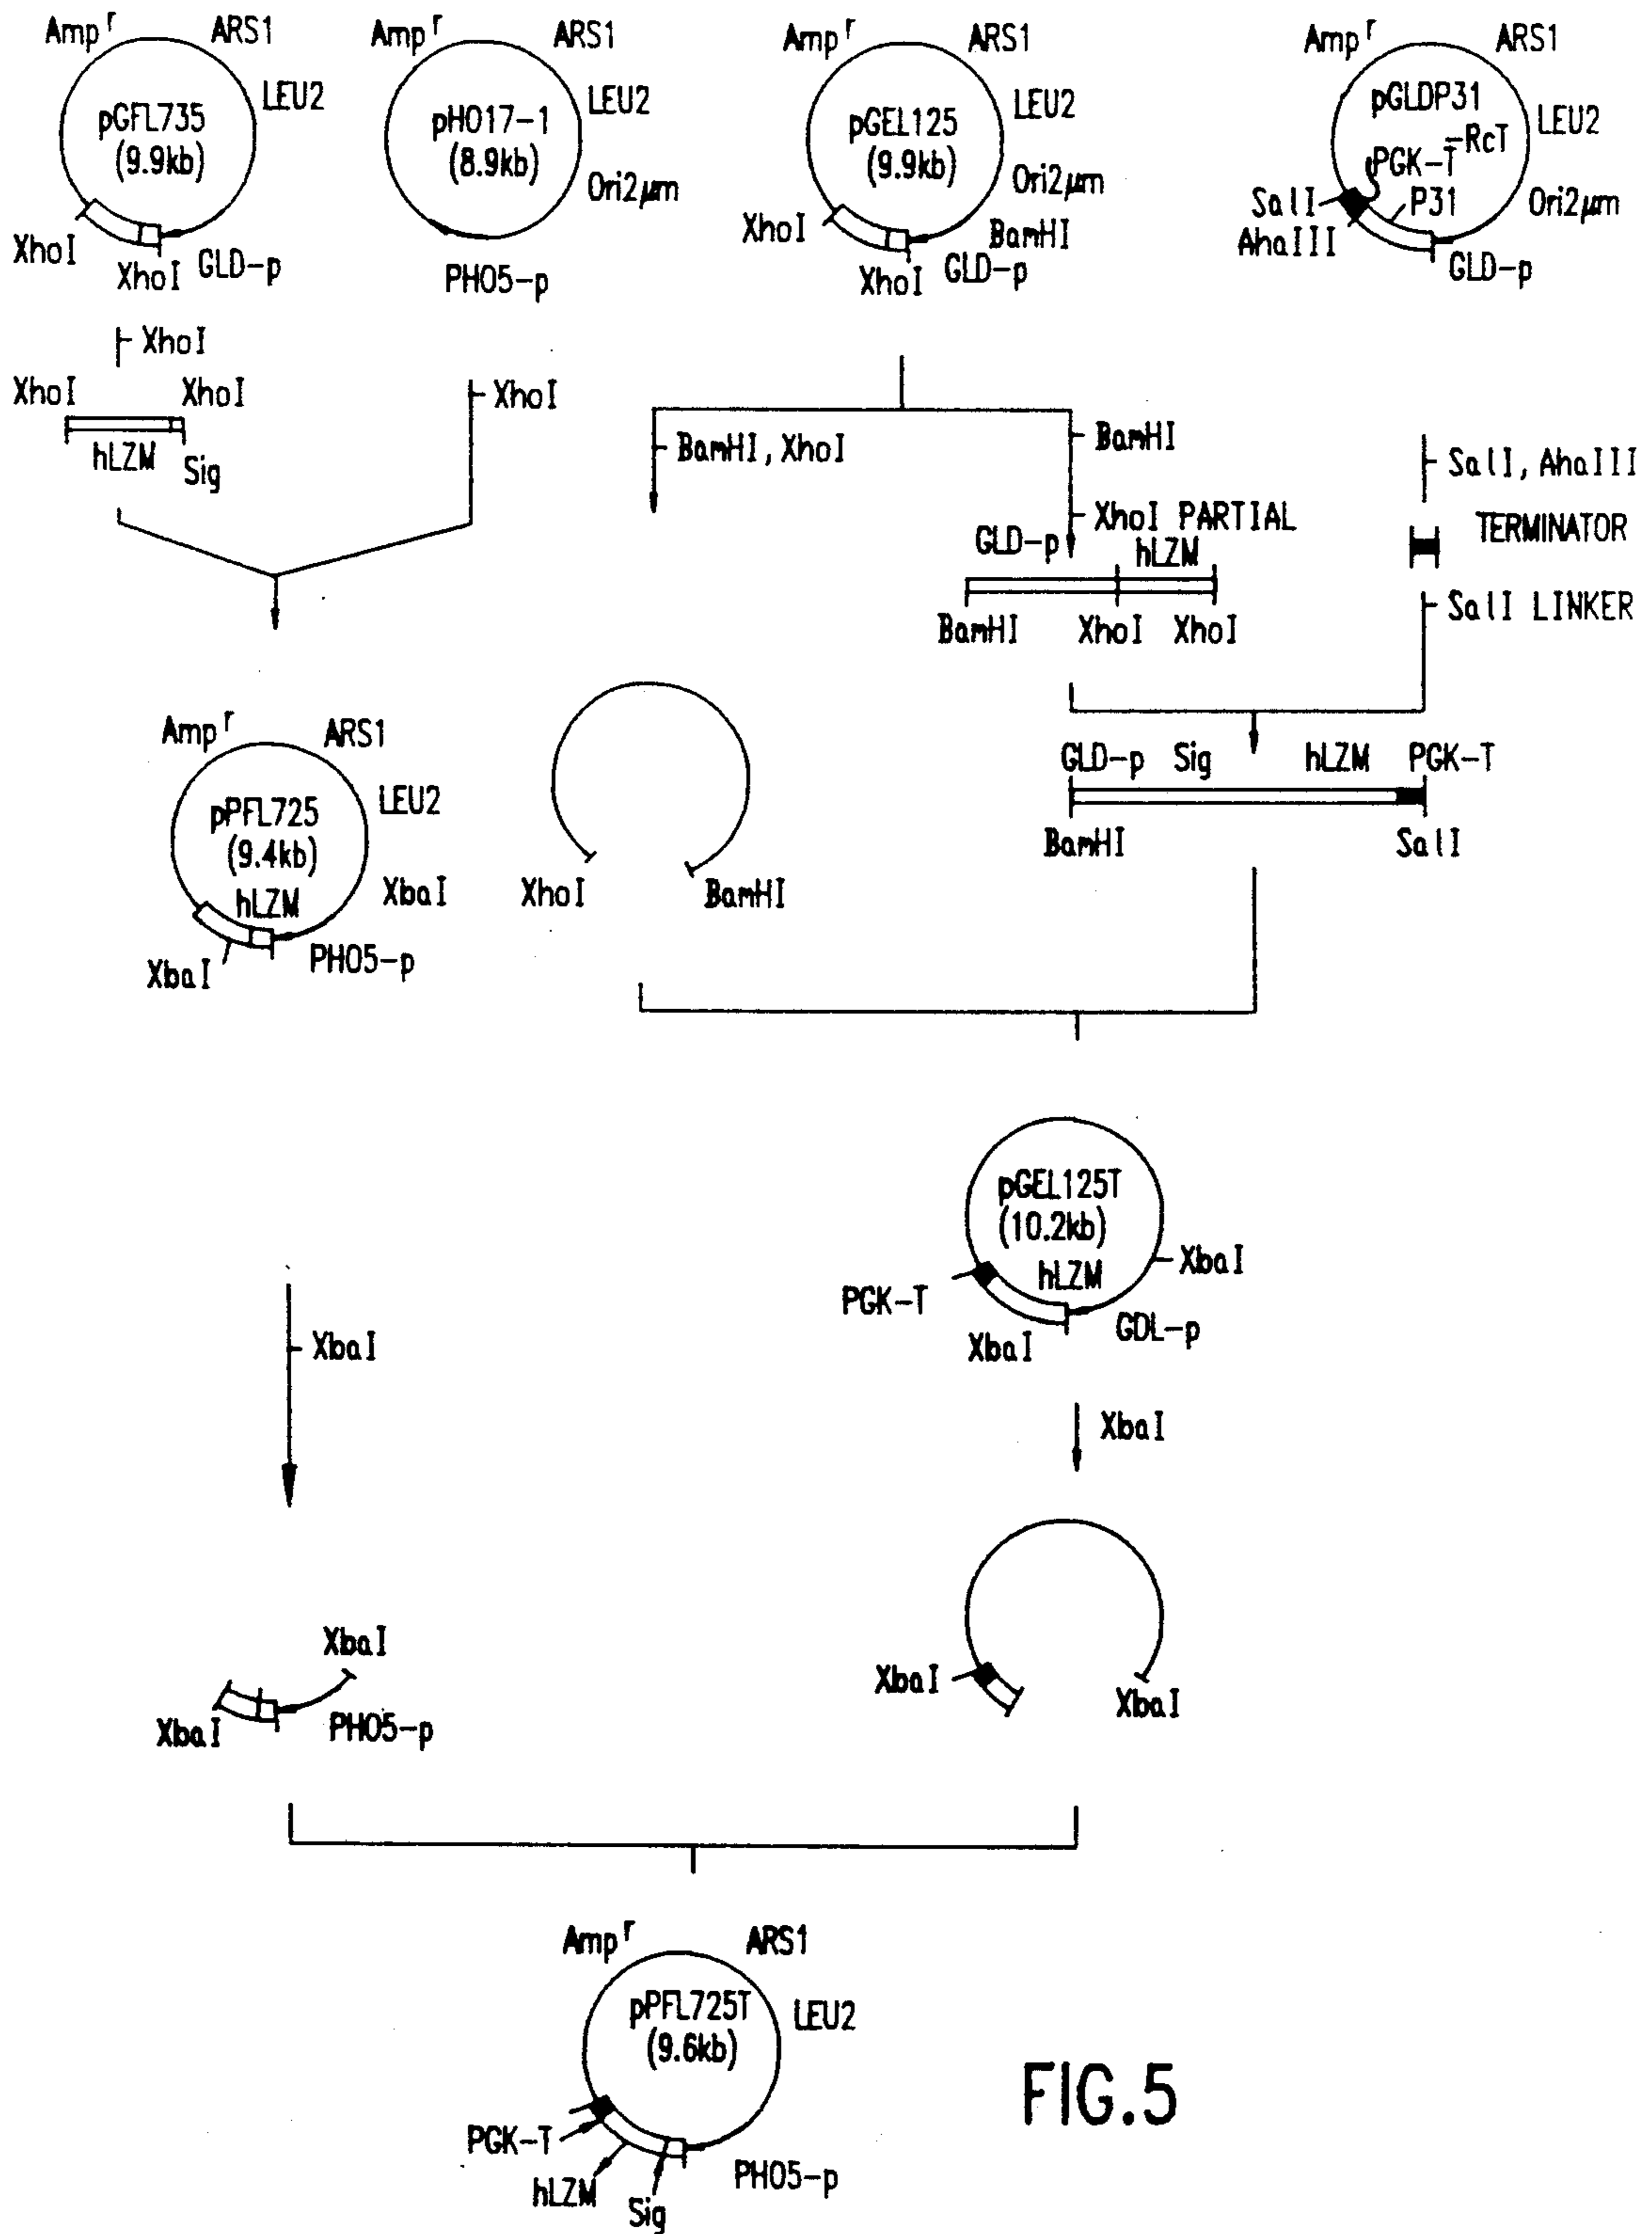 Amp r
ARS1
LEU2
pGFL735
(9.9kb)
XhoI
XhoI
GLD-p
Amp r
ARS1
LEU2
Ori2μm
pHO17-1
(8.9kb)
PHO5-p
Amp r
ARS1
LEU2
Ori2μm
pGEL125
(9.9kb)
BamHI
XhoI
XhoI
GLD-p
Amp r
ARS1
pGLDP31
-RcT
LEU2
PGK-T
P31
Ori2μm
SalI
AhaIII
GLD-p
XhoI
XhoI
XhoI
hLZM
Sig
XhoI
BamHI, XhoI
BamHI
XhoI PARTIAL
GLD-p
hLZM
BamHI
XhoI
XhoI
SalI, AhaIII
TERMINATOR
SalI LINKER
Amp r
ARS1
LEU2
pPFL725
(9.4kb)
hLZM
XbaI
XbaI
PHO5-p
XhoI
BamHI
GLD-p
Sig
hLZM
PGK-T
BamHI
SalI
pGEL125T
(10.2kb)
hLZM
XbaI
PGK-T
XbaI
GDL-p
XbaI
XbaI
XbaI
XbaI
PHO5-p
XbaI
XbaI
Amp r
ARS1
LEU2
pPFL725T
(9.6kb)
PGK-T
hLZM
Sig
PHO5-p
FIG.5